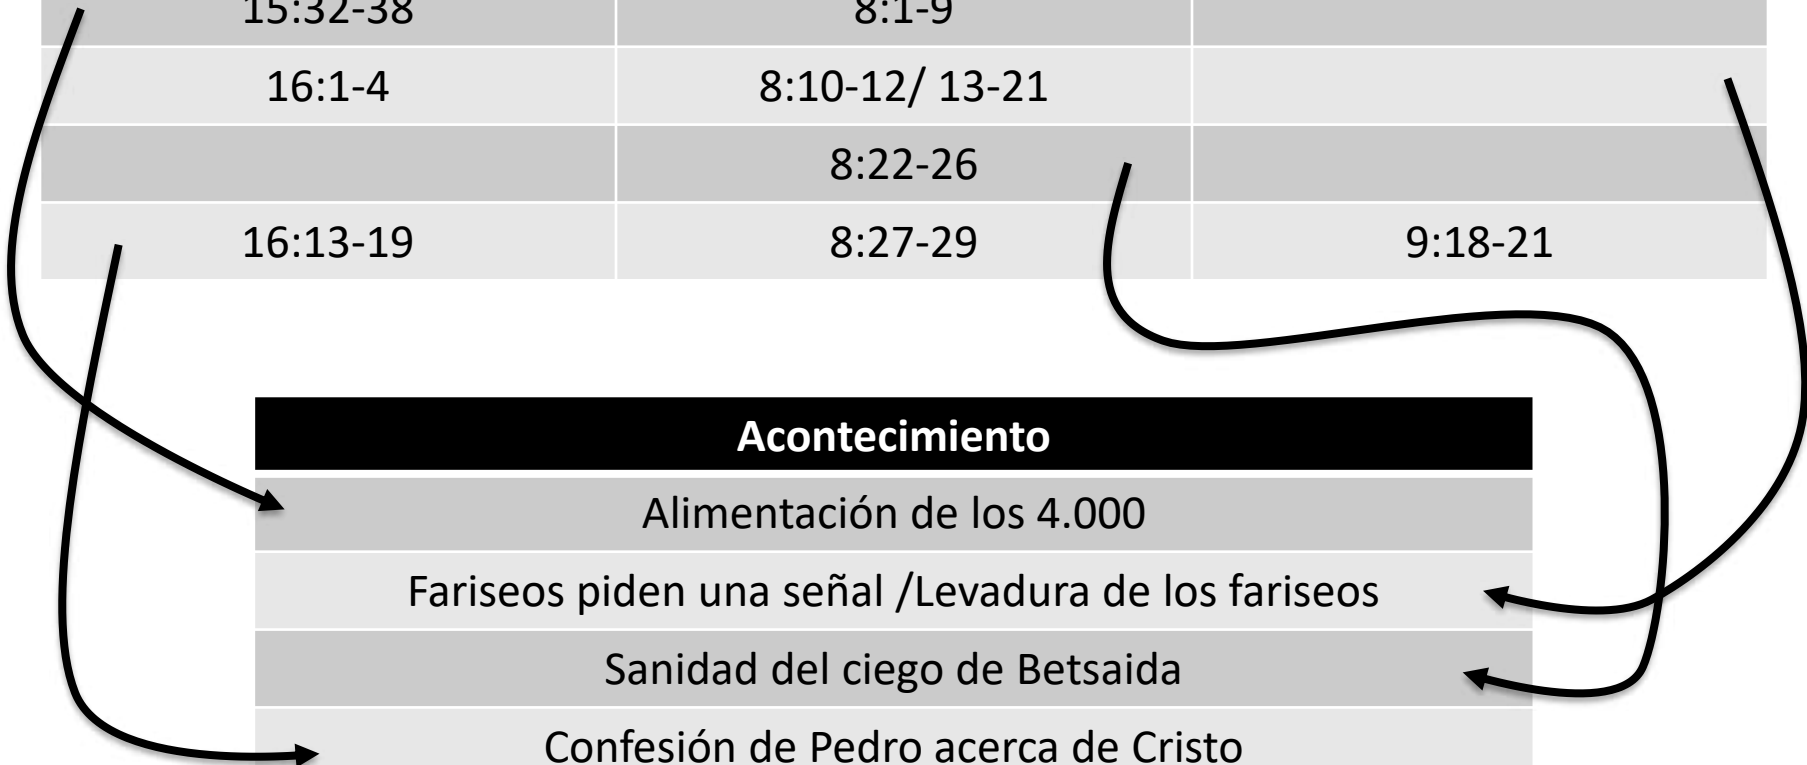 15:32-38 8:1-9
16:1-4 8:10-12/ 13-21
8:22-26
16:13-19 8:27-29 9:18-21
Acontecimiento
Alimentación de los 4.000
Fariseos piden una señal /Levadura de los fariseos
Sanidad del ciego de Betsaida
Confesión de Pedro acerca de Cristo